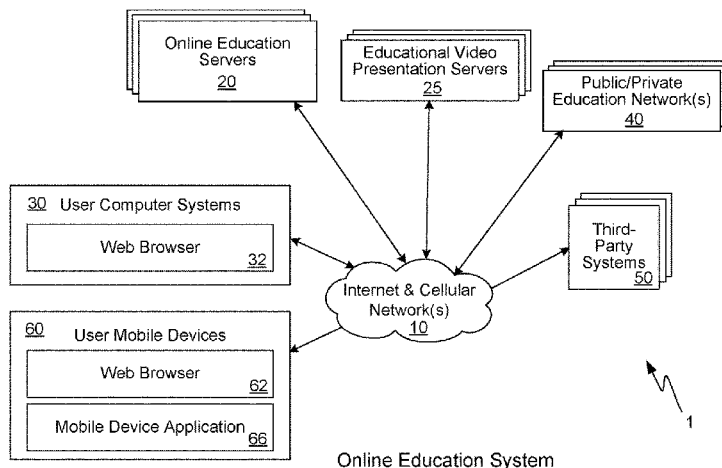 Online Education
Servers
20
Educational Video
Presentation Servers
25
Public/Private
Education Network(s)
40
30 User Computer Systems
Web Browser
32
Third-
Party
Systems
50
Internet & Cellular
Network(s)
10
60 User Mobile Devices
Web Browser
62
Mobile Device Application
66
1
Online Education System